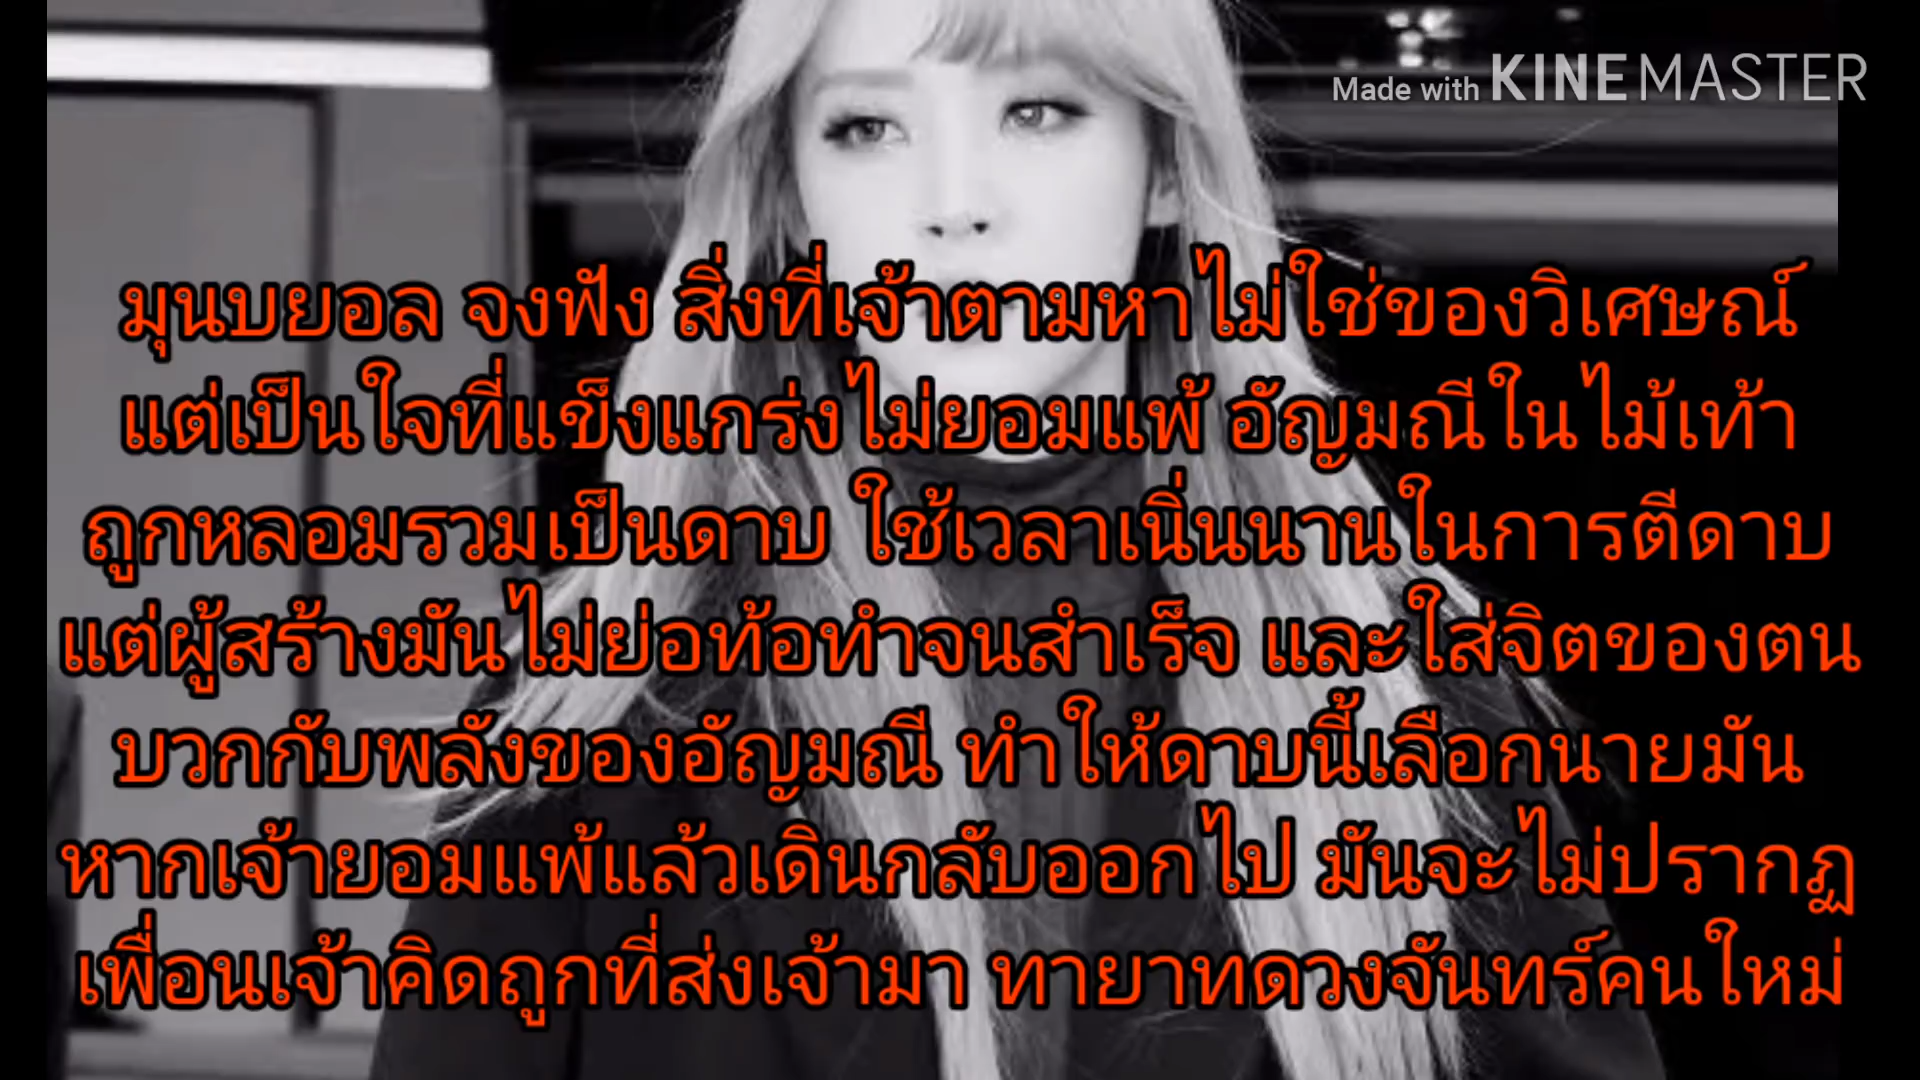 Made with KINEMASTER
มุนบยอล จงฟัง สิ่งที่เจ้าตามหาไม่ใช่ของวิเศษณ์
แต่เป็นใจที่แข็งแกร่งไม่ยอมแพ้ อัญมณีในไม้เท้า
ถูกหลอมรวมเป็นดาบ ใช้เวลาเนิ่นนานในการตีดาบ
แต่ผู้สร้างมันไม่ย่อท้อทำจนสำเร็จ และใส่จิตของตน
บวกกับพลังของอัญมณี ทำให้ดาบนี้เลือกนายมัน
หากเจ้ายอมแพ้แล้วเดินกลับออกไป มันจะไม่ปรากฏ
เพื่อนเจ้าคิดถูกที่ส่งเจ้ามา ทายาทดวงจันทร์คนใหม่